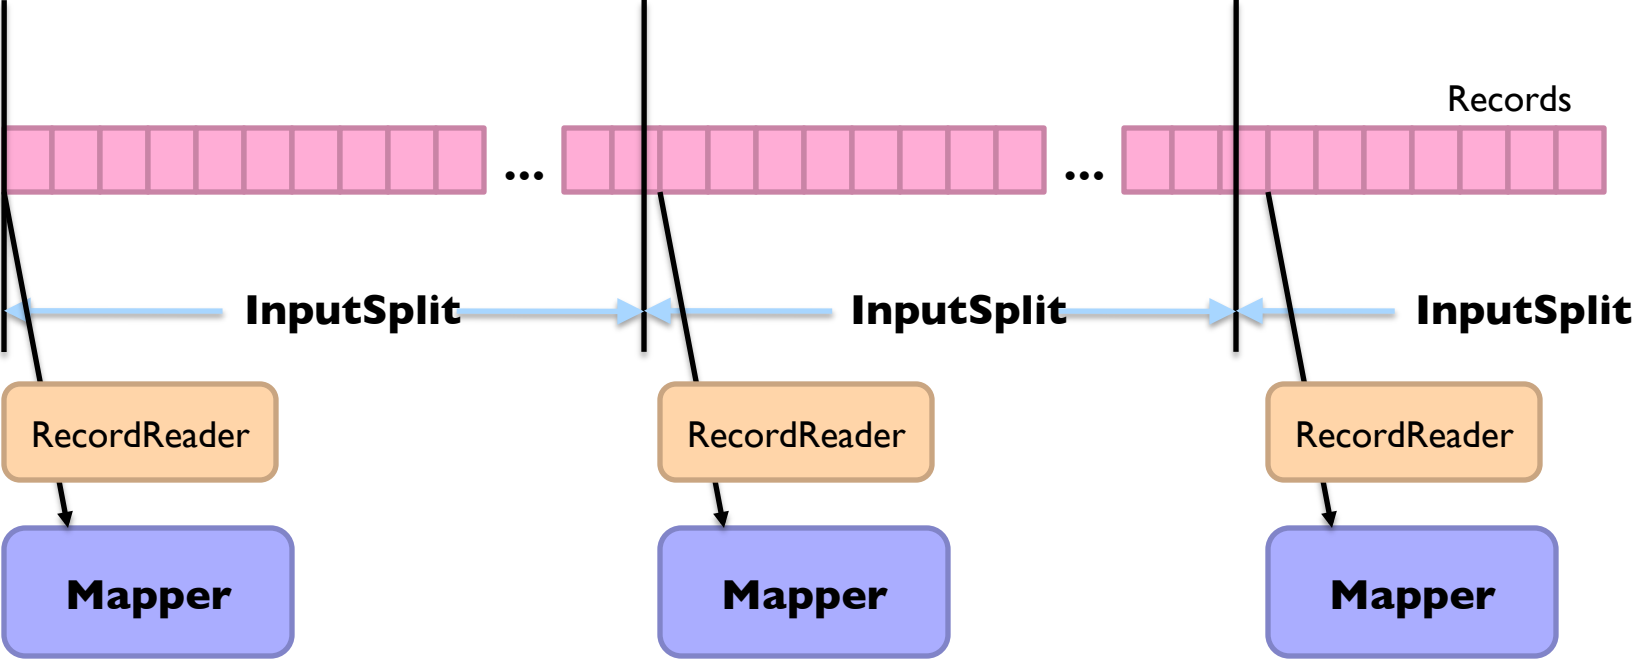 Records
... ...
InputSplit InputSplit InputSplit
RecordReader RecordReader RecordReader
Mapper Mapper Mapper